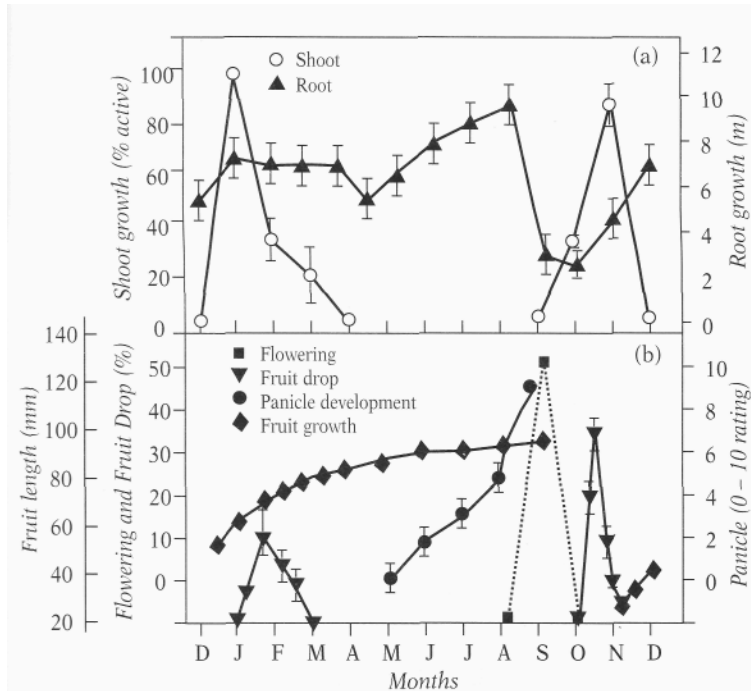 (a)
Shoot
Root
100
80
60
40
20
0
Shoot growth (% active)
12
10
8
6
4
2
0
Root growth (m)
(b)
Flowering
Fruit drop
Panicle development
Fruit growth
140
120
100
80
60
40
20
Fruit length (mm)
50
40
30
20
10
0
Flowering and Fruit Drop (%)
10
8
6
4
2
0
Panicle (0 – 10 rating)
D J F M A M J J A S O N D
Months